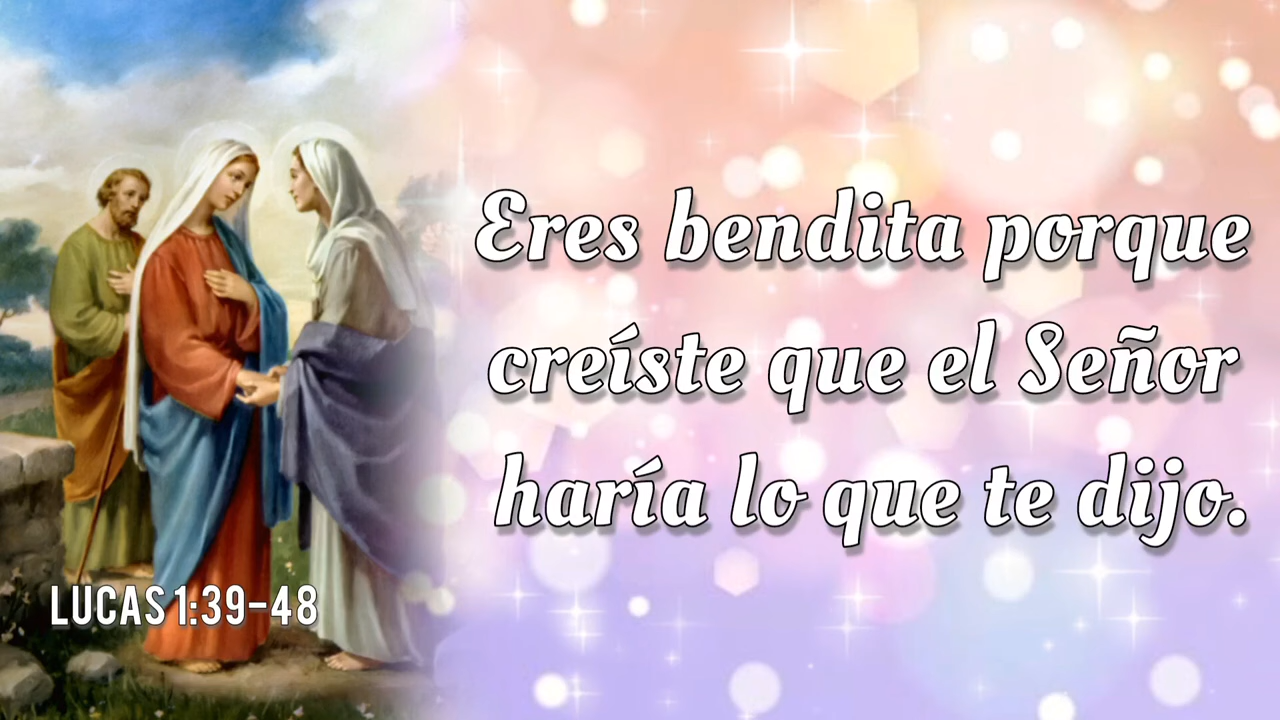 Eres bendita porque
creíste que el Señor
haría lo que te dijo.
LUCAS 1:39-48